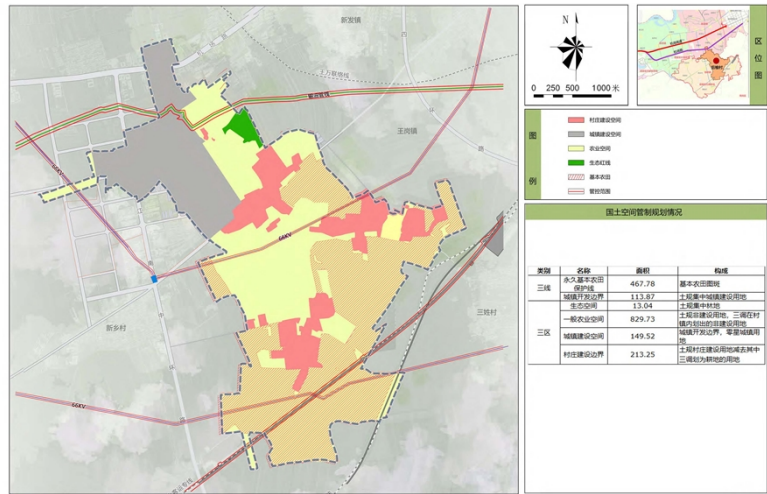 新发镇
王岗镇
三姓村
新乡村
66KV
66KV
66KV
N
0 250 500 1000米
区位图
图例
村庄建设空间
城镇建设空间
农业空间
生态红线
基本农田
管控范围
国土空间管制规划情况
类别 名称 面积 构成
三线 永久基本农田保护线 467.78 基本农田图斑
城镇开发边界 113.87 土规集中城镇建设用地
三区 生态空间 13.04 土规集中林地
一般农业空间 829.73 土规非建设用地、三调在村镇内划出的非建设用地
城镇建设空间 149.52 城镇开发边界、零星城镇用地
村庄建设边界 213.25 土规村庄建设用地减去其中三调划为耕地的用地